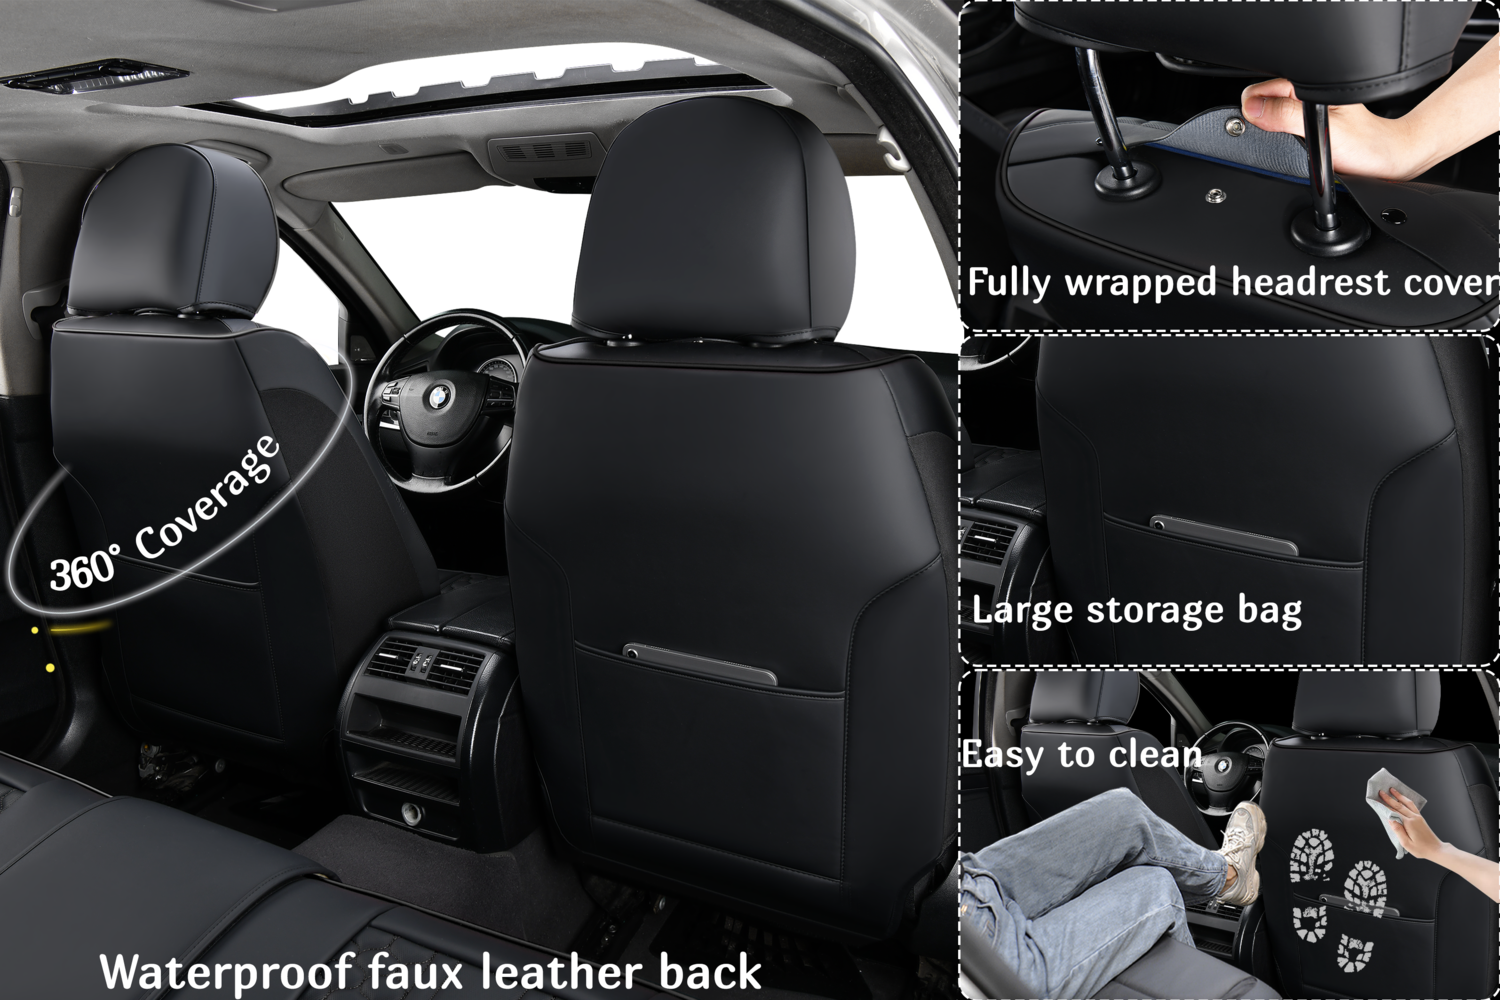 360° Coverage
Waterproof faux leather back
Fully wrapped headrest cover
Large storage bag
Easy to clean